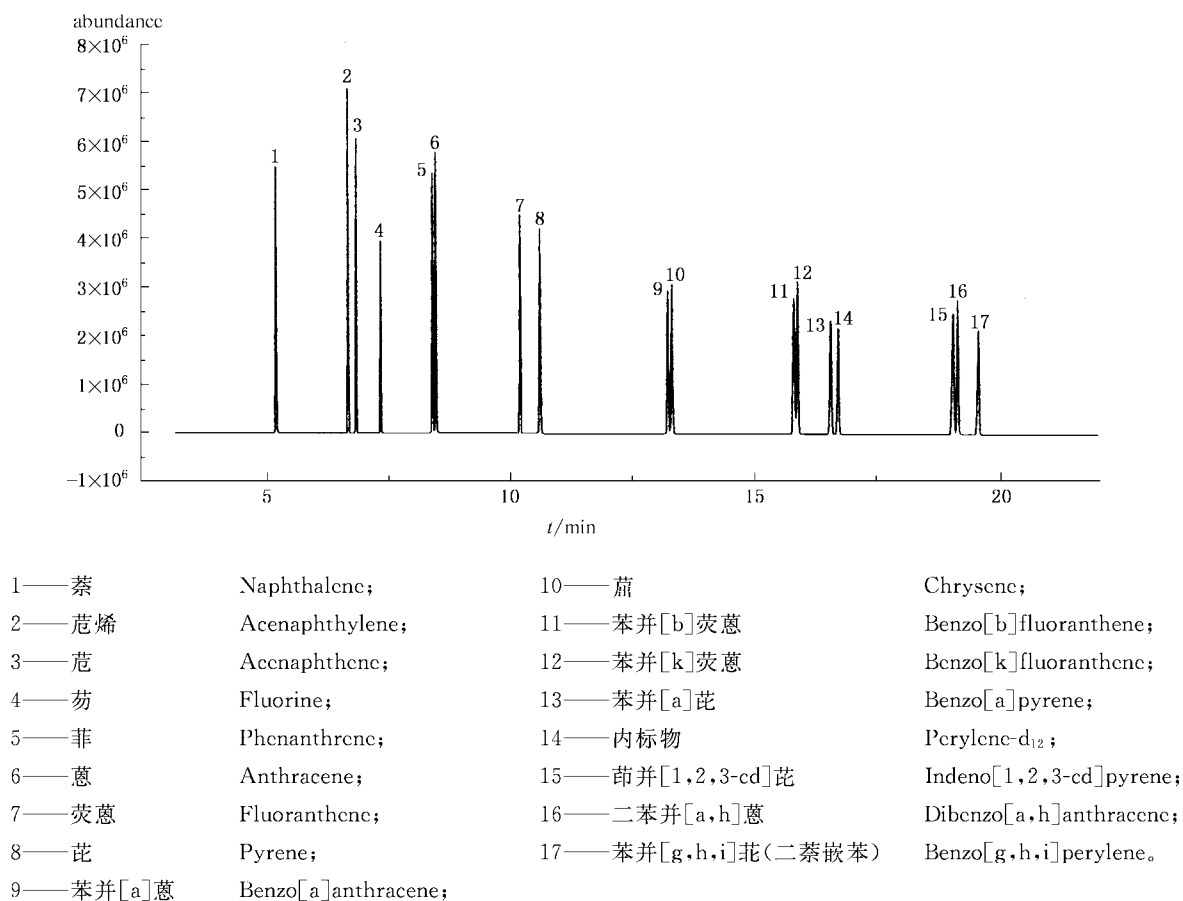 abundance
8×10⁶
7×10⁶
6×10⁶
5×10⁶
4×10⁶
3×10⁶
2×10⁶
1×10⁶
0
−1×10⁶
1
2
3
4
5
6
7
8
9
10
11
12
13
14
15
16
17
5 10 15 20
t/min
1——萘 Naphthalene;
2——苊烯 Acenaphthylene;
3——苊 Acenaphthene;
4——芴 Fluorine;
5——菲 Phenanthrene;
6——蒽 Anthracene;
7——荧蒽 Fluoranthene;
8——芘 Pyrene;
9——苯并[a]蒽 Benzo[a]anthracene;
10——䓛 Chrysene;
11——苯并[b]荧蒽 Benzo[b]fluoranthene;
12——苯并[k]荧蒽 Benzo[k]fluoranthene;
13——苯并[a]芘 Benzo[a]pyrene;
14——内标物 Perylene-d₁₂;
15——茚并[1,2,3-cd]芘 Indeno[1,2,3-cd]pyrene;
16——二苯并[a,h]蒽 Dibenzo[a,h]anthracene;
17——苯并[g,h,i]苝(二萘嵌苯) Benzo[g,h,i]perylene。